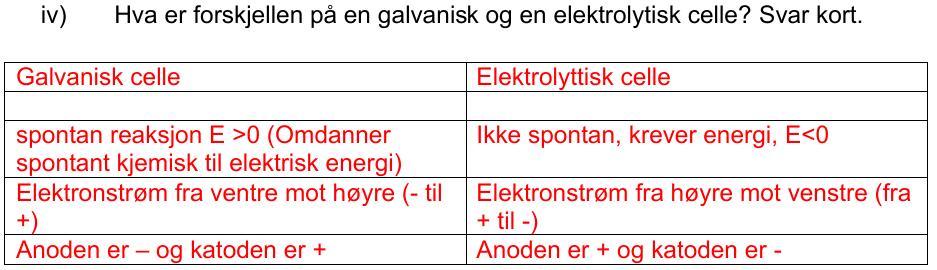 iv) Hva er forskjellen på en galvanisk og en elektrolytisk celle? Svar kort.
Galvanisk celle
Elektrolyttisk celle
spontan reaksjon E >0 (Omdanner
spontant kjemisk til elektrisk energi)
Ikke spontan, krever energi, E<0
Elektronstrøm fra ventre mot høyre (- til
+)
Elektronstrøm fra høyre mot venstre (fra
+ til -)
Anoden er – og katoden er +
Anoden er + og katoden er -